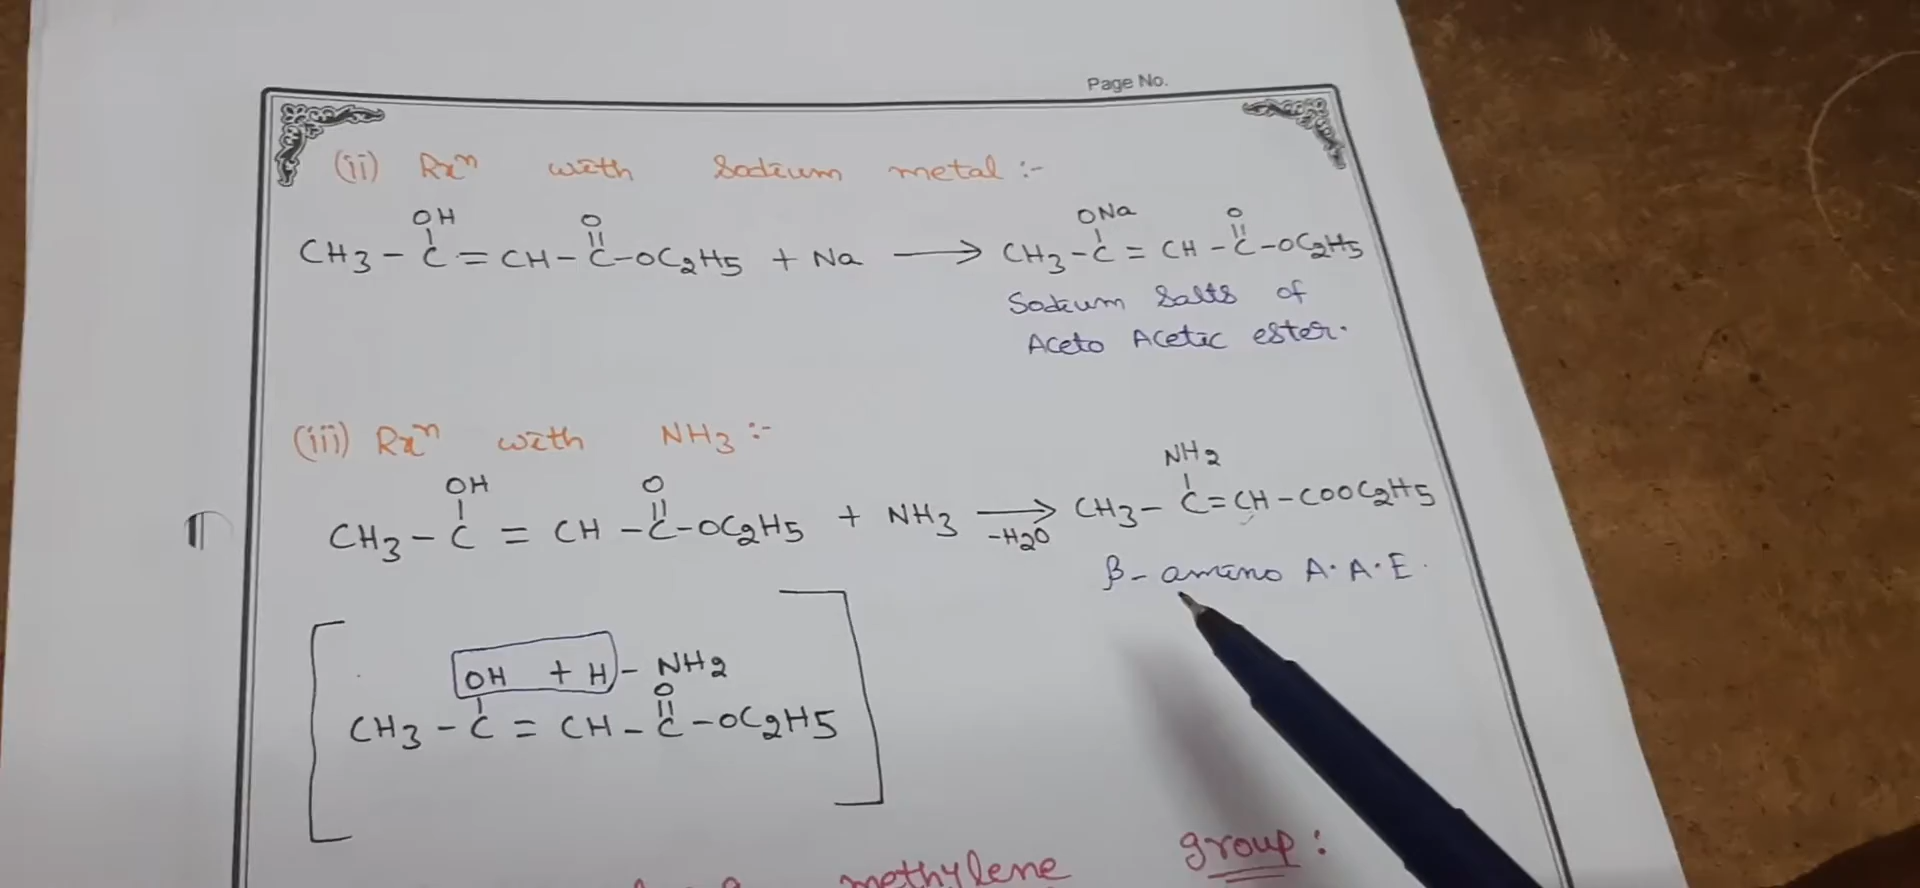 Page No.
(ii) Rxⁿ with Sodium metal :-
OH O ONa O
CH3 - C = CH - C - OC2H5 + Na ⟶ CH3 - C = CH - C - OC2H5
Sodium Salts of
Aceto Acetic ester.
(iii) Rxⁿ with NH3 :-
OH O NH2
CH3 - C = CH - C - OC2H5 + NH3 ⟶ CH3 - C = CH - COOC2H5
-H2O
β - amino A.A.E.
OH + H - NH2
O
CH3 - C = CH - C - OC2H5
methylene group :